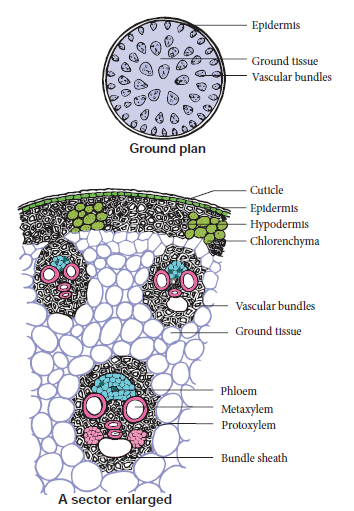 Epidermis
Ground tissue
Vascular bundles
Ground plan
Cuticle
Epidermis
Hypodermis
Chlorenchyma
Vascular bundles
Ground tissue
Phloem
Metaxylem
Protoxylem
Bundle sheath
A sector enlarged